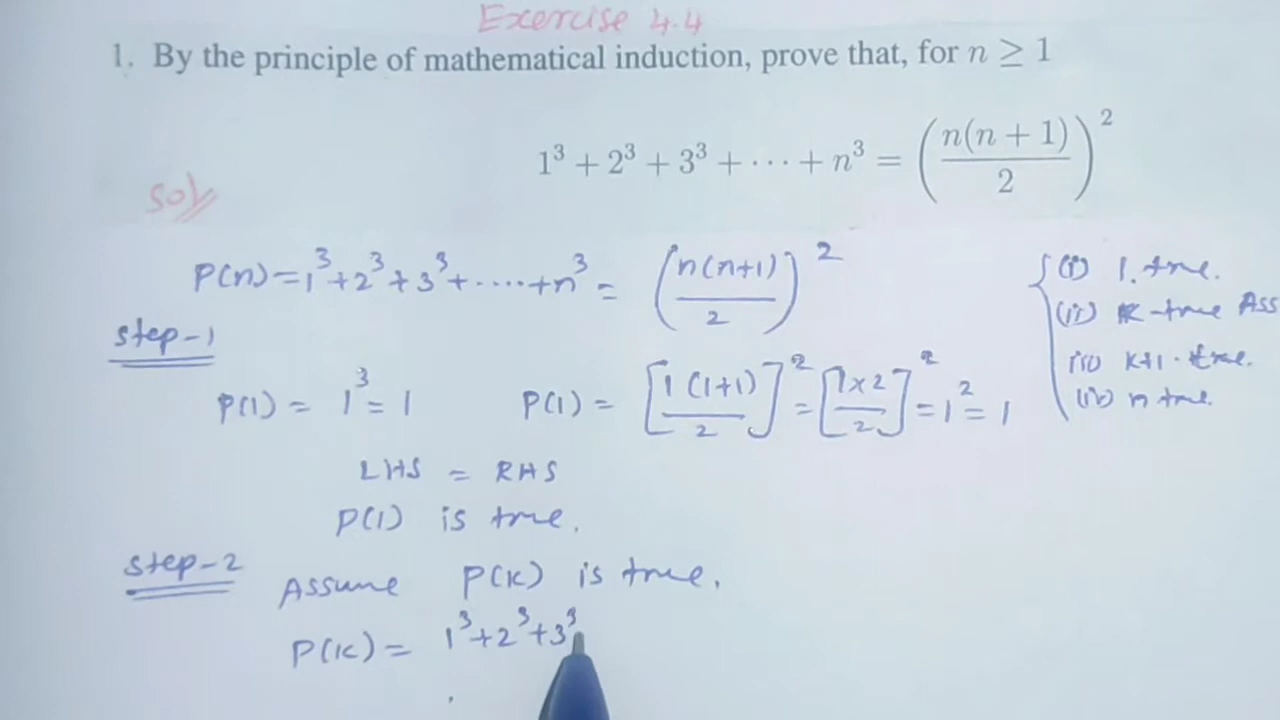 Exercise 4.4
1. By the principle of mathematical induction, prove that, for n ≥ 1
1³ + 2³ + 3³ + ··· + n³ = (n(n + 1)/2)²
Sol
P(n) = 1³ + 2³ + 3³ + ..... + n³ = (n(n+1)/2)²
Step-1
P(1) = 1³ = 1 P(1) = [1(1+1)/2]² = [1×2/2]² = 1² = 1
LHS = RHS
P(1) is true.
Step-2
Assume P(k) is true.
P(k) = 1³ + 2³ + 3³
(i) 1. true.
(ii) k - true Ass
(iii) k+1 . true.
(iv) n true.